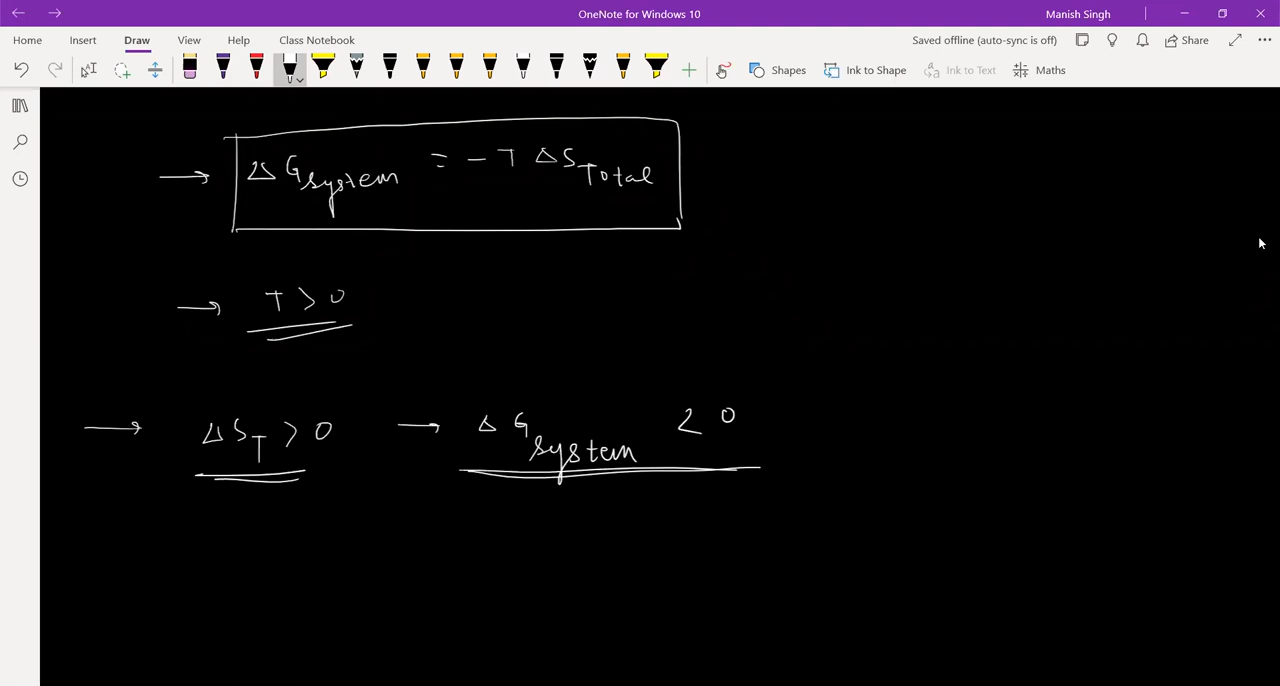 OneNote for Windows 10
Manish Singh
Home Insert Draw View Help Class Notebook
Saved offline (auto-sync is off) Share
Shapes Ink to Shape Ink to Text Maths
→ ΔG_system = - T ΔS_Total
→ T > 0
→ ΔS_T > 0 → ΔG_system < 0